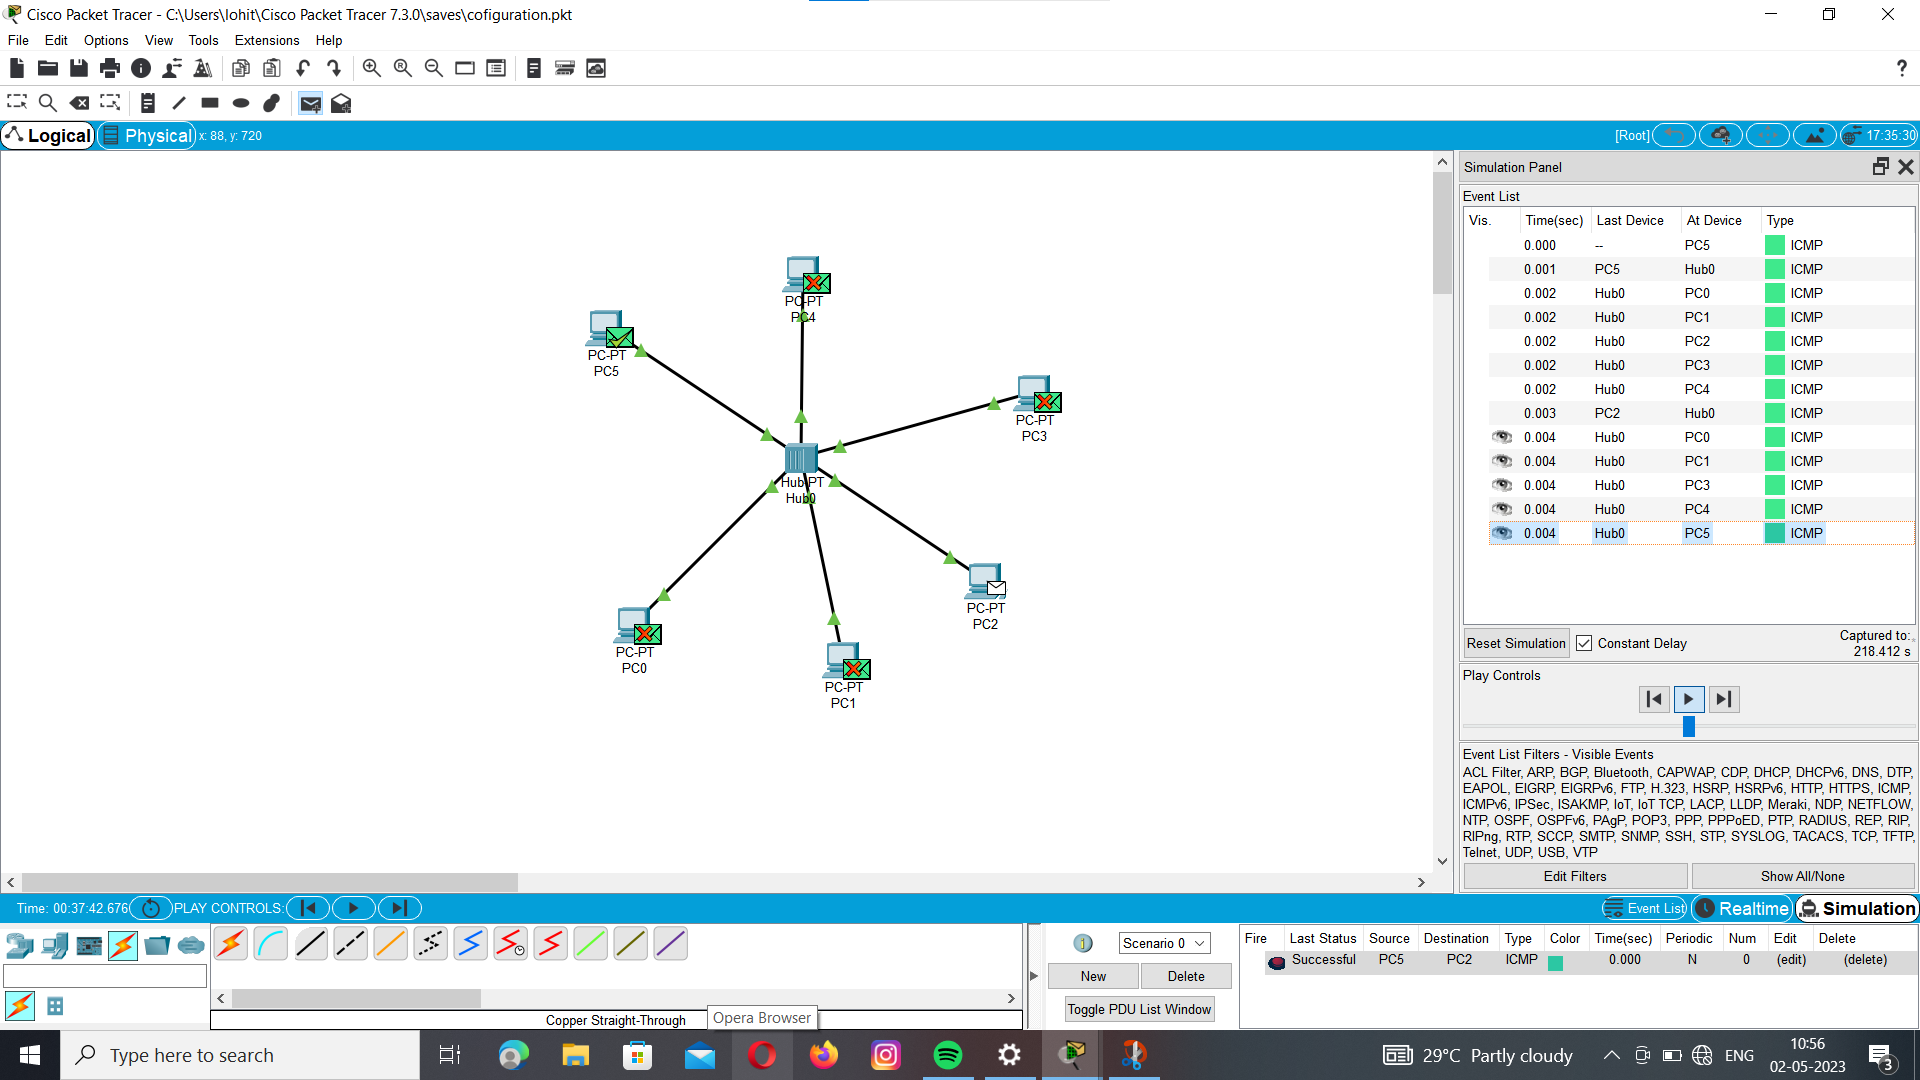 Cisco Packet Tracer - C:\Users\lohit\Cisco Packet Tracer 7.3.0\saves\cofiguration.pkt
File Edit Options View Tools Extensions Help
?
Logical Physical x: 88, y: 720 [Root] 17:35:30
Simulation Panel
Event List
Vis. Time(sec) Last Device At Device Type
0.000 -- PC5 ICMP
0.001 PC5 Hub0 ICMP
0.002 Hub0 PC0 ICMP
0.002 Hub0 PC1 ICMP
0.002 Hub0 PC2 ICMP
0.002 Hub0 PC3 ICMP
0.002 Hub0 PC4 ICMP
0.003 PC2 Hub0 ICMP
0.004 Hub0 PC0 ICMP
0.004 Hub0 PC1 ICMP
0.004 Hub0 PC3 ICMP
0.004 Hub0 PC4 ICMP
0.004 Hub0 PC5 ICMP
PC-PT
PC4
PC-PT
PC5
PC-PT
PC3
Hub-PT
Hub0
PC-PT
PC2
PC-PT
PC0
PC-PT
PC1
Reset Simulation Constant Delay Captured to:
218.412 s
Play Controls
Event List Filters - Visible Events
ACL Filter, ARP, BGP, Bluetooth, CAPWAP, CDP, DHCP, DHCPv6, DNS, DTP,
EAPOL, EIGRP, EIGRPv6, FTP, H.323, HSRP, HSRPv6, HTTP, HTTPS, ICMP,
ICMPv6, IPSec, ISAKMP, IoT, IoT TCP, LACP, LLDP, Meraki, NDP, NETFLOW,
NTP, OSPF, OSPFv6, PAgP, POP3, PPP, PPPoED, PTP, RADIUS, REP, RIP,
RIPng, RTP, SCCP, SMTP, SNMP, SSH, STP, SYSLOG, TACACS, TCP, TFTP,
Telnet, UDP, USB, VTP
Edit Filters Show All/None
Time: 00:37:42.676 PLAY CONTROLS: Event List Realtime Simulation
Scenario 0
New Delete
Toggle PDU List Window
Fire Last Status Source Destination Type Color Time(sec) Periodic Num Edit Delete
Successful PC5 PC2 ICMP 0.000 N 0 (edit) (delete)
Copper Straight-Through
Opera Browser
Type here to search
29°C Partly cloudy
ENG
10:56
02-05-2023
3